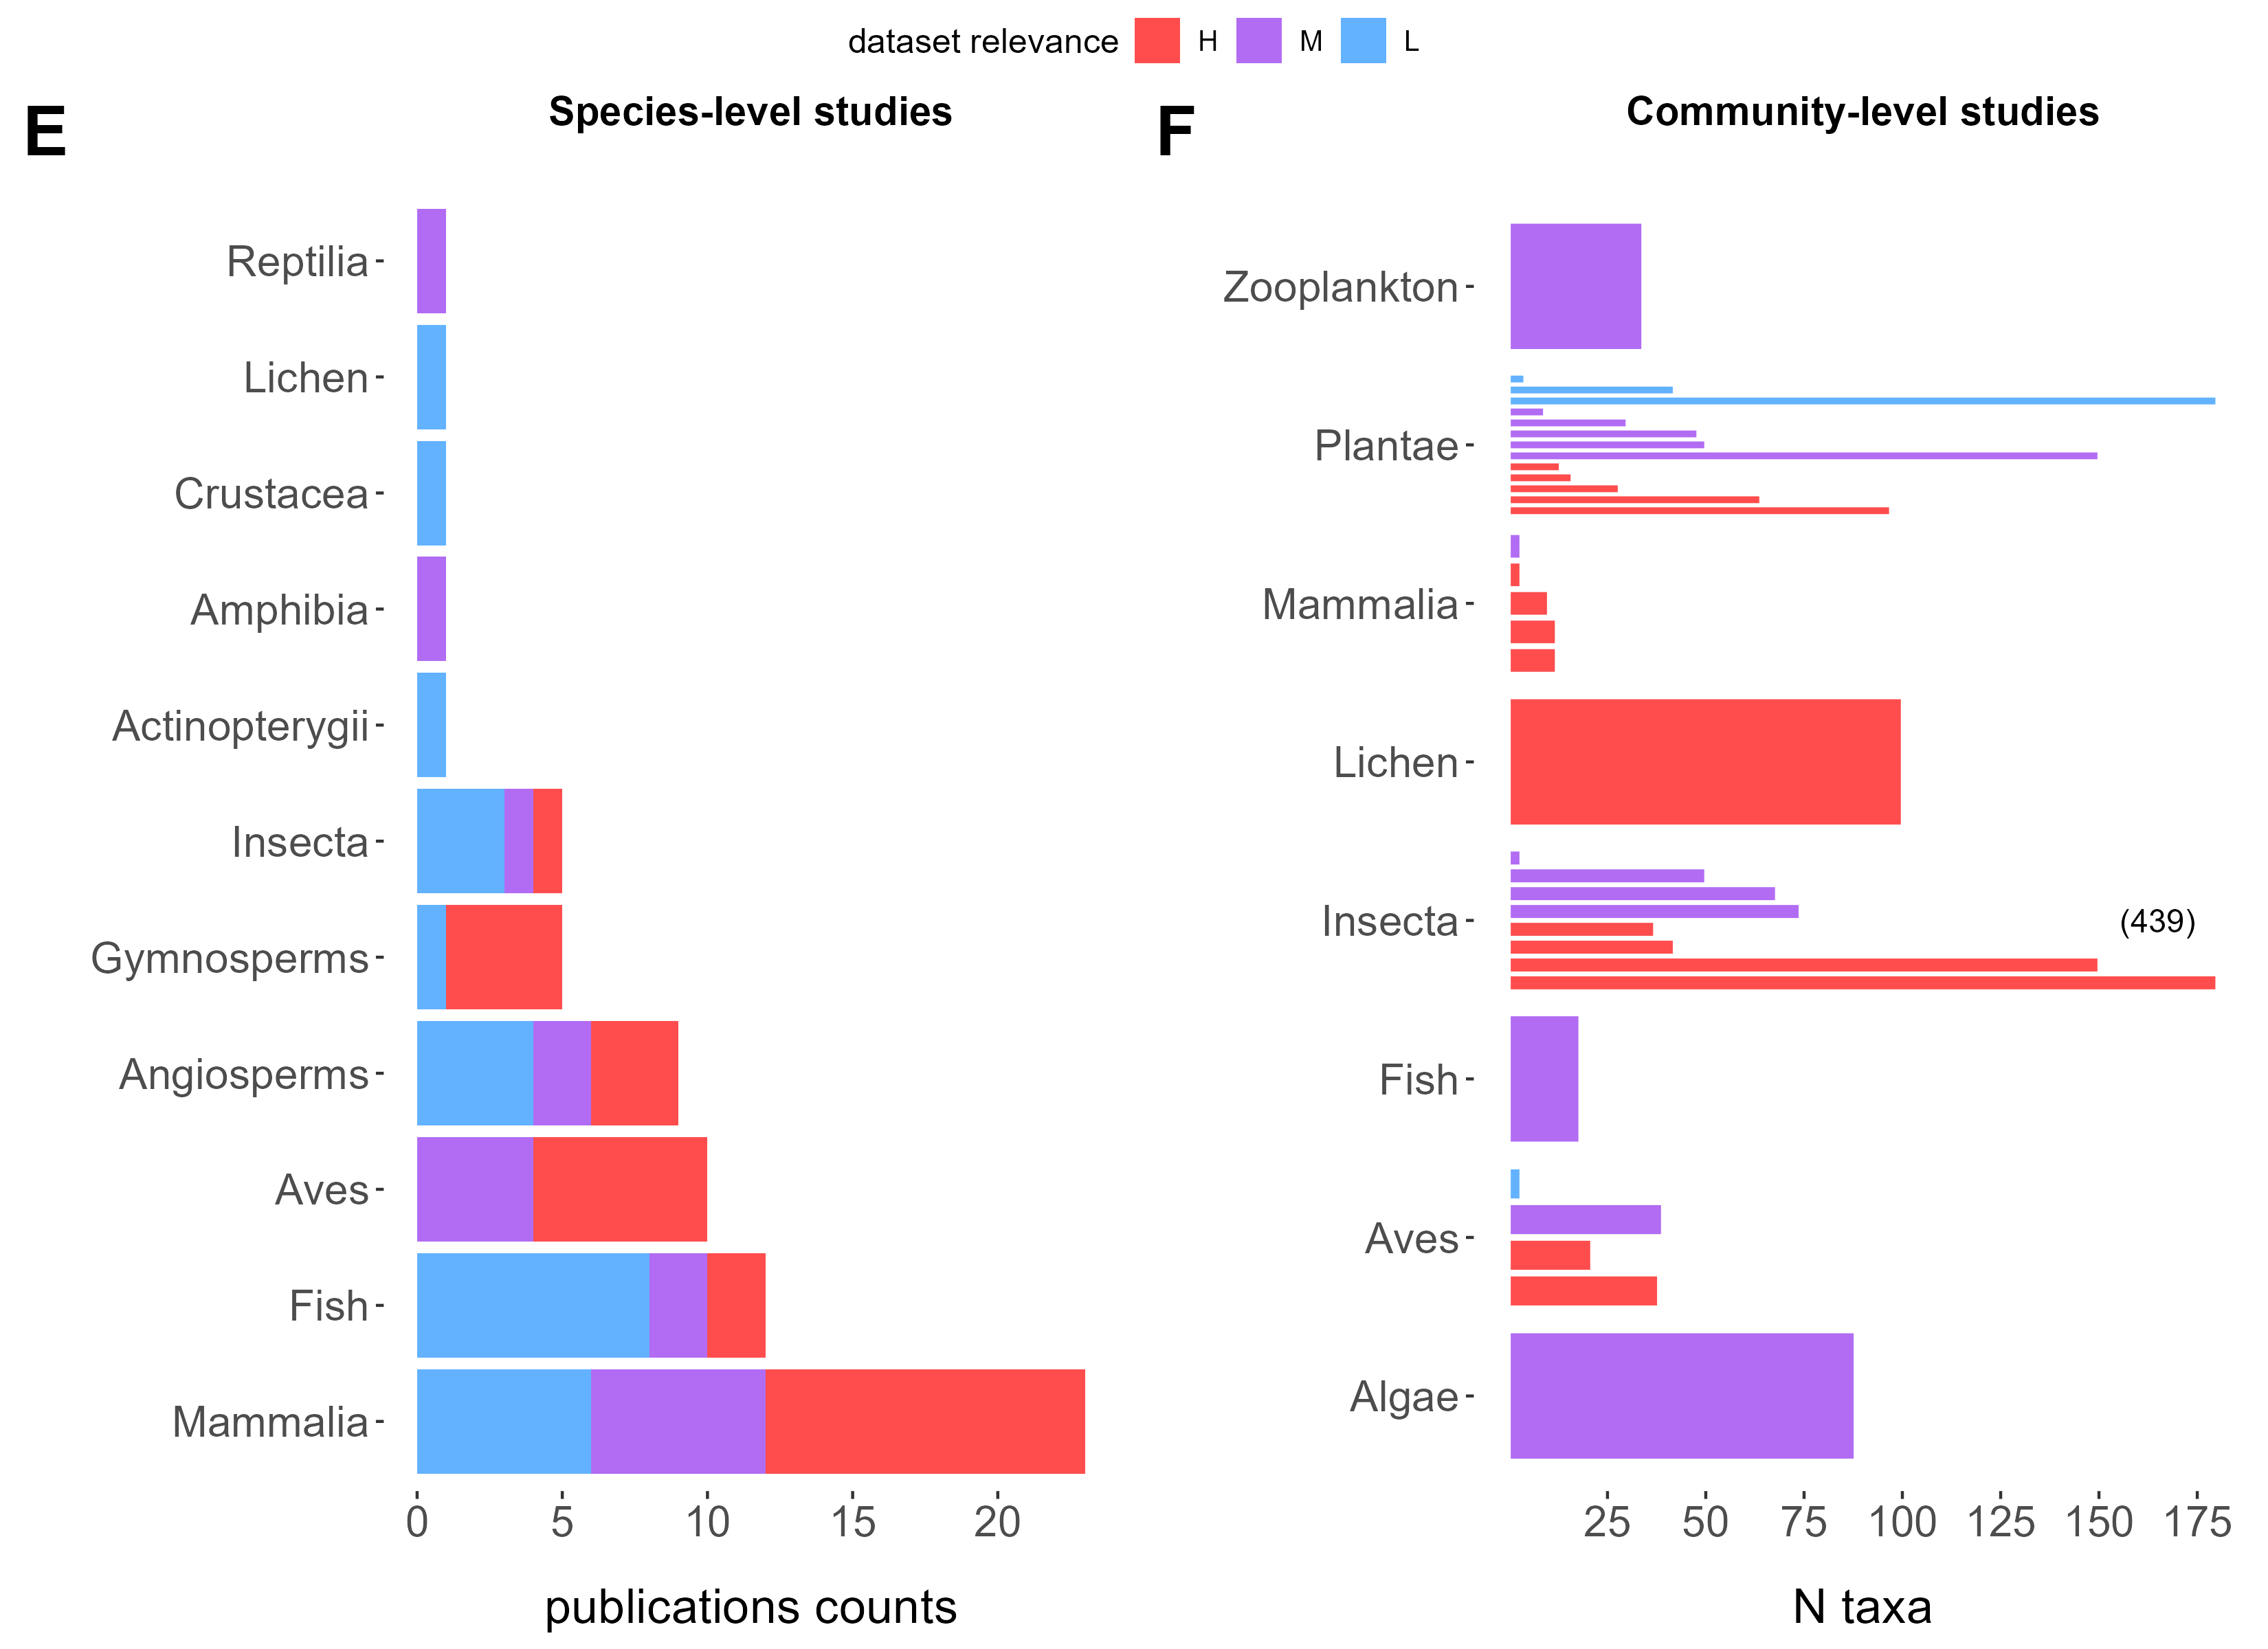 dataset relevance H M L
E Species-level studies
Reptilia
Lichen
Crustacea
Amphibia
Actinopterygii
Insecta
Gymnosperms
Angiosperms
Aves
Fish
Mammalia
0 5 10 15 20
publications counts
F Community-level studies
Zooplankton
Plantae
Mammalia
Lichen
Insecta
(439)
Fish
Aves
Algae
25 50 75 100 125 150 175
N taxa